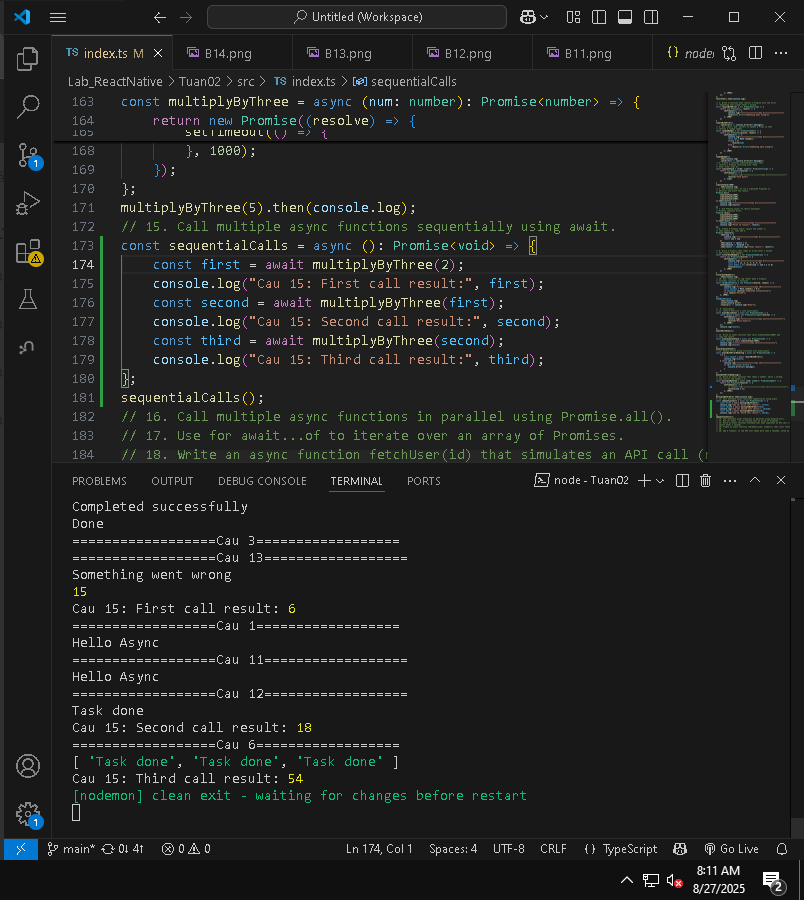 Untitled (Workspace)
TS index.ts M
B14.png
B13.png
B12.png
B11.png
{}
Lab_ReactNative > Tuan02 > src > TS index.ts > sequentialCalls
163 const multiplyByThree = async (num: number): Promise<number> => {
164 return new Promise((resolve) => {
165 setTimeout(() => {
168 }, 1000);
169 });
170 };
171 multiplyByThree(5).then(console.log);
172 // 15. Call multiple async functions sequentially using await.
173 const sequentialCalls = async (): Promise<void> => {
174 const first = await multiplyByThree(2);
175 console.log("Cau 15: First call result:", first);
176 const second = await multiplyByThree(first);
177 console.log("Cau 15: Second call result:", second);
178 const third = await multiplyByThree(second);
179 console.log("Cau 15: Third call result:", third);
180 };
181 sequentialCalls();
182 // 16. Call multiple async functions in parallel using Promise.all().
183 // 17. Use for await...of to iterate over an array of Promises.
184 // 18. Write an async function fetchUser(id) that simulates an API call (
PROBLEMS OUTPUT DEBUG CONSOLE TERMINAL PORTS
node - Tuan02
Completed successfully
Done
==================Cau 3==================
==================Cau 13==================
Something went wrong
15
Cau 15: First call result: 6
==================Cau 1==================
Hello Async
==================Cau 11==================
Hello Async
==================Cau 12==================
Task done
Cau 15: Second call result: 18
==================Cau 6==================
[ 'Task done', 'Task done', 'Task done' ]
Cau 15: Third call result: 54
[nodemon] clean exit - waiting for changes before restart
1
1
main* 0↓ 4↑ 0 0 Ln 174, Col 1 Spaces: 4 UTF-8 CRLF {} TypeScript Go Live
8:11 AM
8/27/2025
2